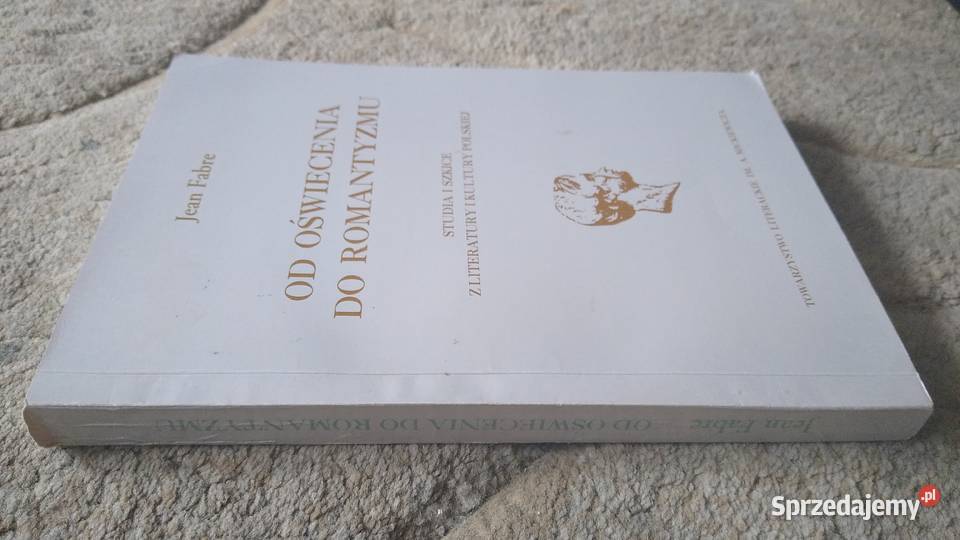 Jean Fabre
OD OŚWIECENIA
DO ROMANTYZMU
STUDIA I SZKICE
Z LITERATURY I KULTURY POLSKIEJ
TOWARZYSTWO LITERACKIE IM. A. MICKIEWICZA
Jean Fabre OD OŚWIECENIA DO ROMANTYZMU
Sprzedajemy.pl